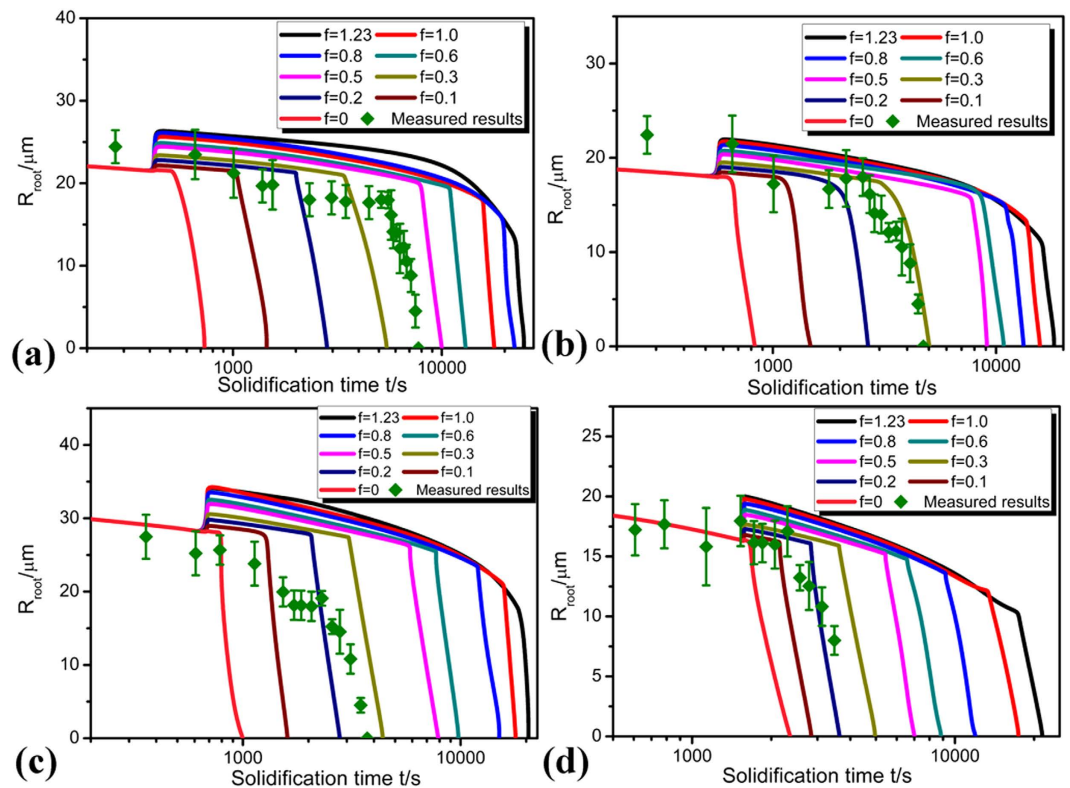 40
30
20
10
0
R_root/μm
f=1.23 f=1.0
f=0.8 f=0.6
f=0.5 f=0.3
f=0.2 f=0.1
f=0 Measured results
1000 10000
Solidification time t/s
(a)
30
20
10
0
R_root/μm
f=1.23 f=1.0
f=0.8 f=0.6
f=0.5 f=0.3
f=0.2 f=0.1
f=0 Measured results
1000 10000
Solidification time t/s
(b)
40
30
20
10
0
R_root/μm
f=1.23 f=1.0
f=0.8 f=0.6
f=0.5 f=0.3
f=0.2 f=0.1
f=0 Measured results
1000 10000
Solidification time t/s
(c)
25
20
15
10
5
0
R_root/μm
f=1.23 f=1.0
f=0.8 f=0.6
f=0.5 f=0.3
f=0.2 f=0.1
f=0 Measured results
1000 10000
Solidification time t/s
(d)